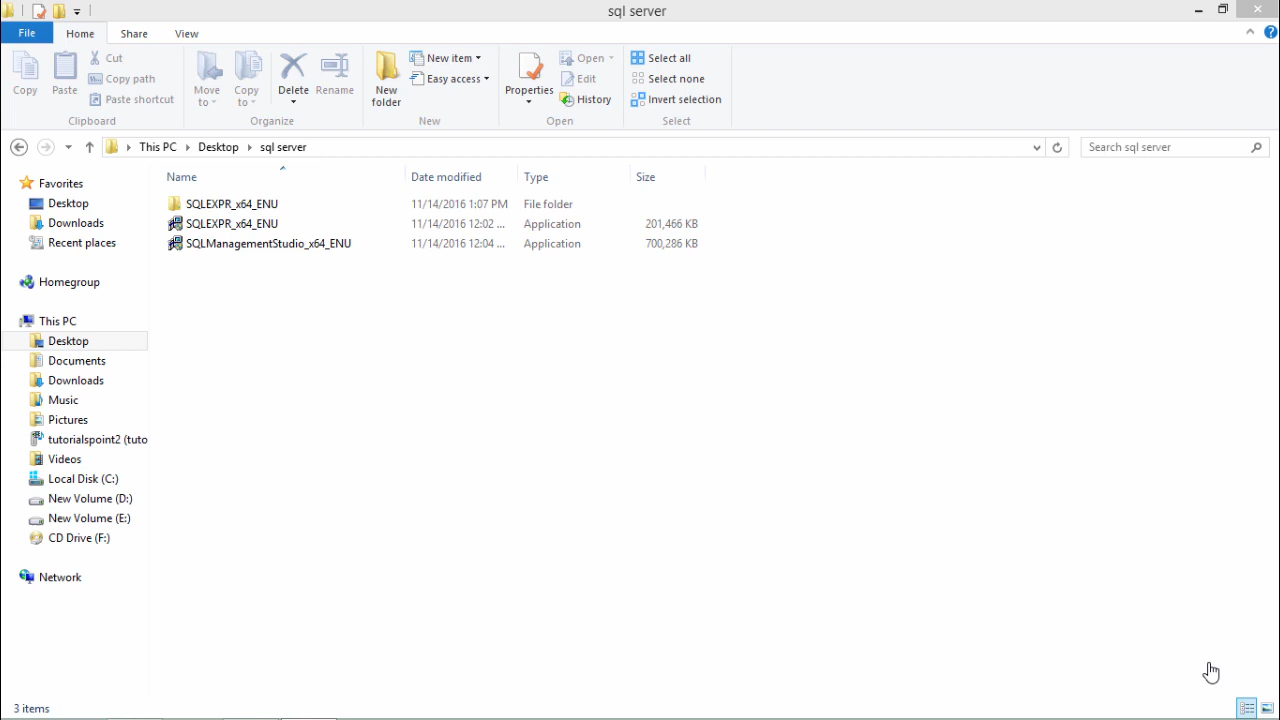 sql server
File Home Share View
Copy
Paste
Cut
Copy path
Paste shortcut
Clipboard
Move to
Copy to
Delete
Rename
Organize
New folder
New item
Easy access
New
Properties
Open
Edit
History
Open
Select all
Select none
Invert selection
Select
This PC Desktop sql server
Search sql server
Name Date modified Type Size
SQLEXPR_x64_ENU 11/14/2016 1:07 PM File folder
SQLEXPR_x64_ENU 11/14/2016 12:02 ... Application 201,466 KB
SQLManagementStudio_x64_ENU 11/14/2016 12:04 ... Application 700,286 KB
Favorites
Desktop
Downloads
Recent places
Homegroup
This PC
Desktop
Documents
Downloads
Music
Pictures
tutorialspoint2 (tuto
Videos
Local Disk (C:)
New Volume (D:)
New Volume (E:)
CD Drive (F:)
Network
3 items